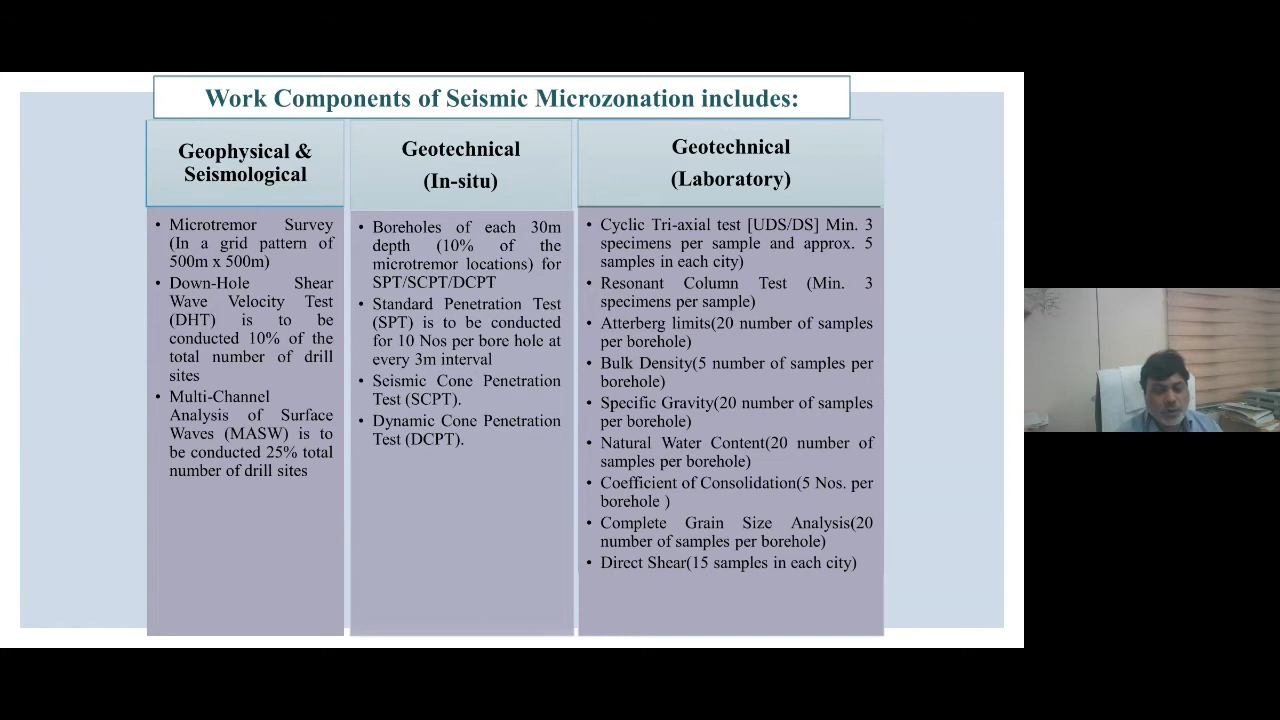 Work Components of Seismic Microzonation includes:
Geophysical &
Seismological
• Microtremor Survey
(In a grid pattern of
500m x 500m)
• Down-Hole Shear
Wave Velocity Test
(DHT) is to be
conducted 10% of the
total number of drill
sites
• Multi-Channel
Analysis of Surface
Waves (MASW) is to
be conducted 25% total
number of drill sites
Geotechnical
(In-situ)
• Boreholes of each 30m
depth (10% of the
microtremor locations) for
SPT/SCPT/DCPT
• Standard Penetration Test
(SPT) is to be conducted
for 10 Nos per bore hole at
every 3m interval
• Seismic Cone Penetration
Test (SCPT).
• Dynamic Cone Penetration
Test (DCPT).
Geotechnical
(Laboratory)
• Cyclic Tri-axial test [UDS/DS] Min. 3
specimens per sample and approx. 5
samples in each city)
• Resonant Column Test (Min. 3
specimens per sample)
• Atterberg limits(20 number of samples
per borehole)
• Bulk Density(5 number of samples per
borehole)
• Specific Gravity(20 number of samples
per borehole)
• Natural Water Content(20 number of
samples per borehole)
• Coefficient of Consolidation(5 Nos. per
borehole )
• Complete Grain Size Analysis(20
number of samples per borehole)
• Direct Shear(15 samples in each city)